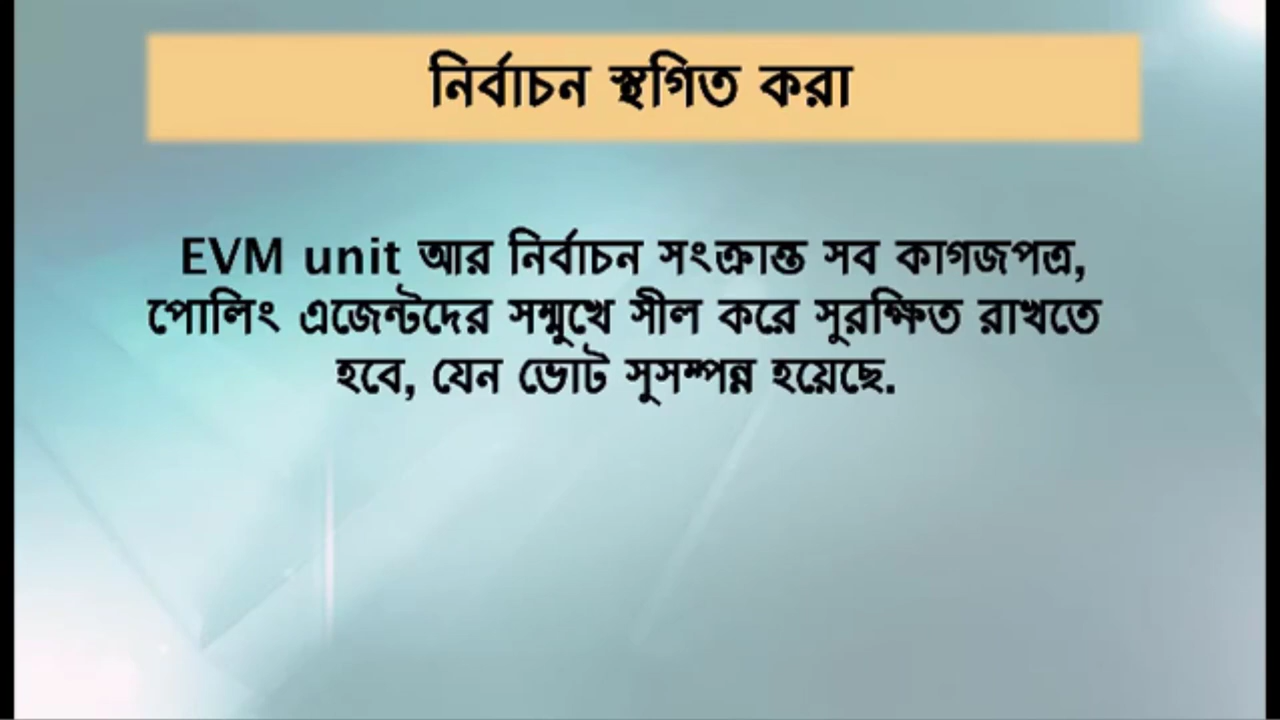 নির্বাচন স্থগিত করা
EVM unit আর নির্বাচন সংক্রান্ত সব কাগজপত্র,
পোলিং এজেন্টদের সম্মুখে সীল করে সুরক্ষিত রাখতে
হবে, যেন ভোট সুসম্পন্ন হয়েছে.